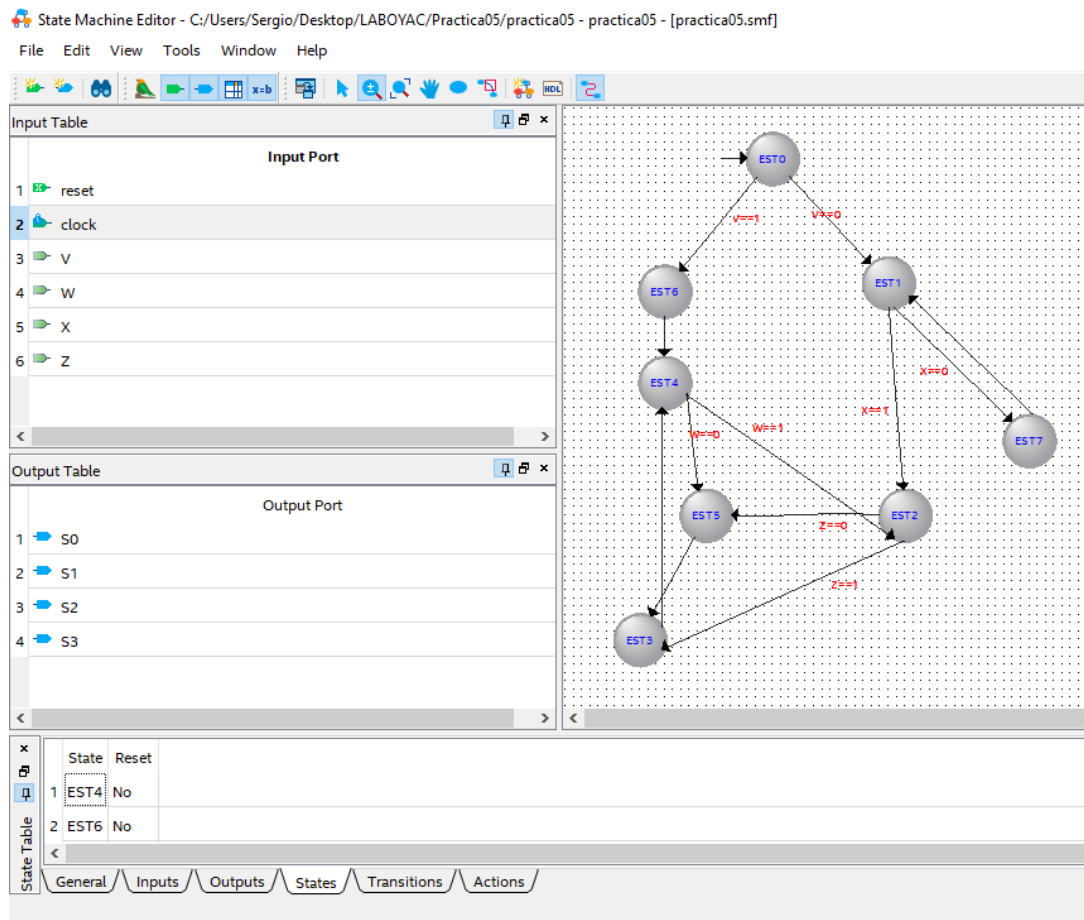 State Machine Editor - C:/Users/Sergio/Desktop/LABOYAC/Practica05/practica05 - practica05 - [practica05.smf]
File Edit View Tools Window Help
x=b HDL
Input Table
Input Port
1 reset
2 clock
3 V
4 W
5 X
6 Z
Output Table
Output Port
1 S0
2 S1
3 S2
4 S3
EST0
V==1 V==0
EST6 EST1
EST4
X==0
X==1
W==0 W==1
EST7
EST5 EST2
Z==0
Z==1
EST3
State Table
State Reset
1 EST4 No
2 EST6 No
General Inputs Outputs States Transitions Actions